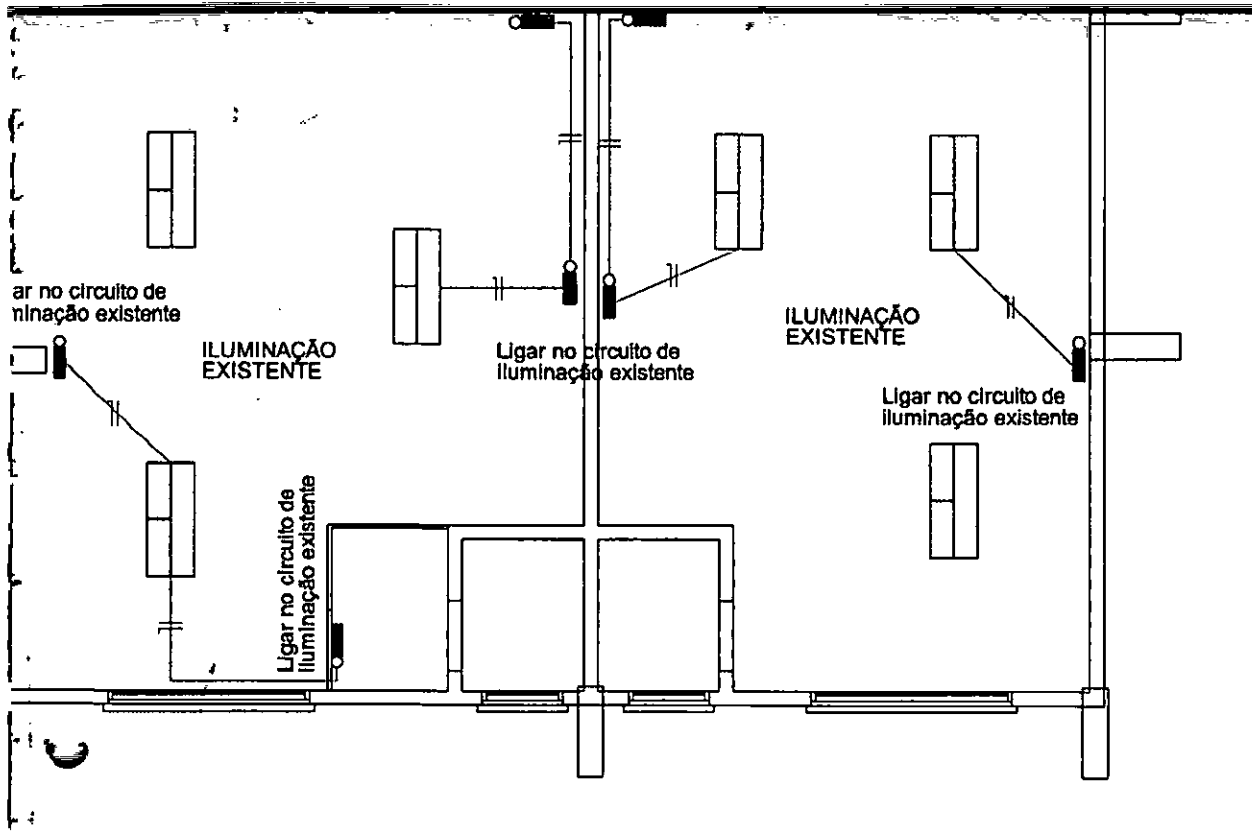 ar no circuito de
minação existente
ILUMINAÇÃO
EXISTENTE
Ligar no circuito de
iluminação existente
Ligar no circuito de
iluminação existente
ILUMINAÇÃO
EXISTENTE
Ligar no circuito de
iluminação existente